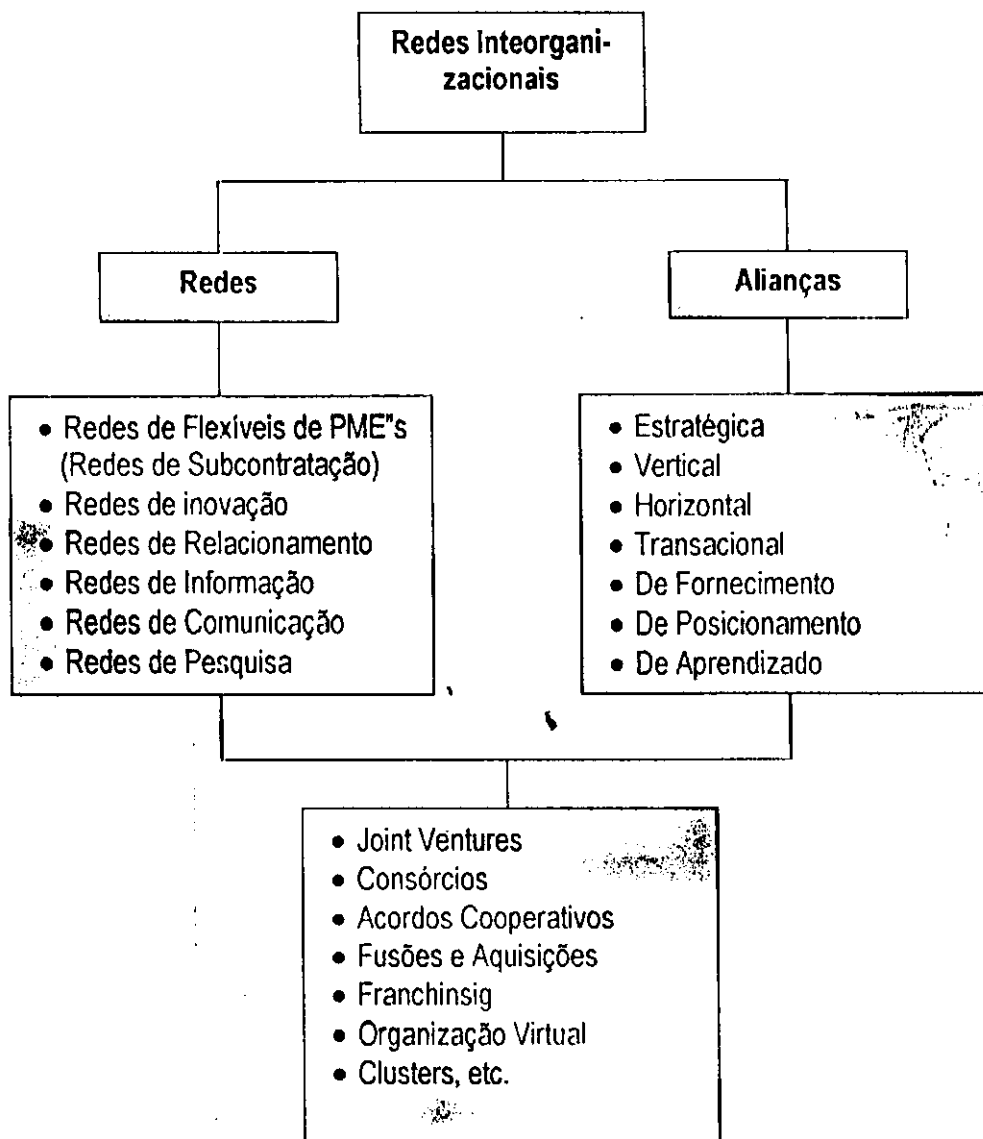 Redes Inteorgani-
zacionais
Redes
Alianças
• Redes de Flexíveis de PME"s
(Redes de Subcontratação)
• Redes de inovação
• Redes de Relacionamento
• Redes de Informação
• Redes de Comunicação
• Redes de Pesquisa
• Estratégica
• Vertical
• Horizontal
• Transacional
• De Fornecimento
• De Posicionamento
• De Aprendizado
• Joint Ventures
• Consórcios
• Acordos Cooperativos
• Fusões e Aquisições
• Franchinsig
• Organização Virtual
• Clusters, etc.